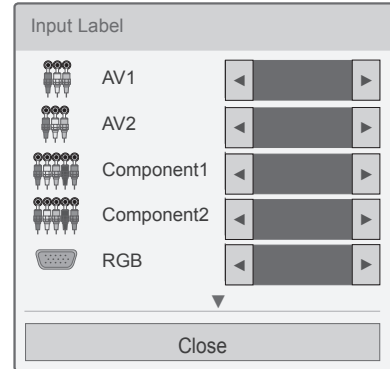 Input Label
AV1
AV2
Component1
Component2
RGB
Close